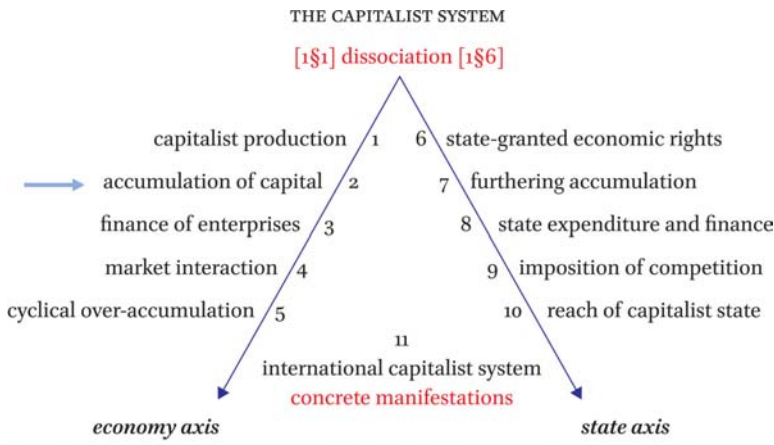 THE CAPITALIST SYSTEM
[1§1] dissociation [1§6]
capitalist production 1 6 state-granted economic rights
accumulation of capital 2 7 furthering accumulation
finance of enterprises 3 8 state expenditure and finance
market interaction 4 9 imposition of competition
cyclical over-accumulation 5 10 reach of capitalist state
11
international capitalist system
concrete manifestations
economy axis state axis